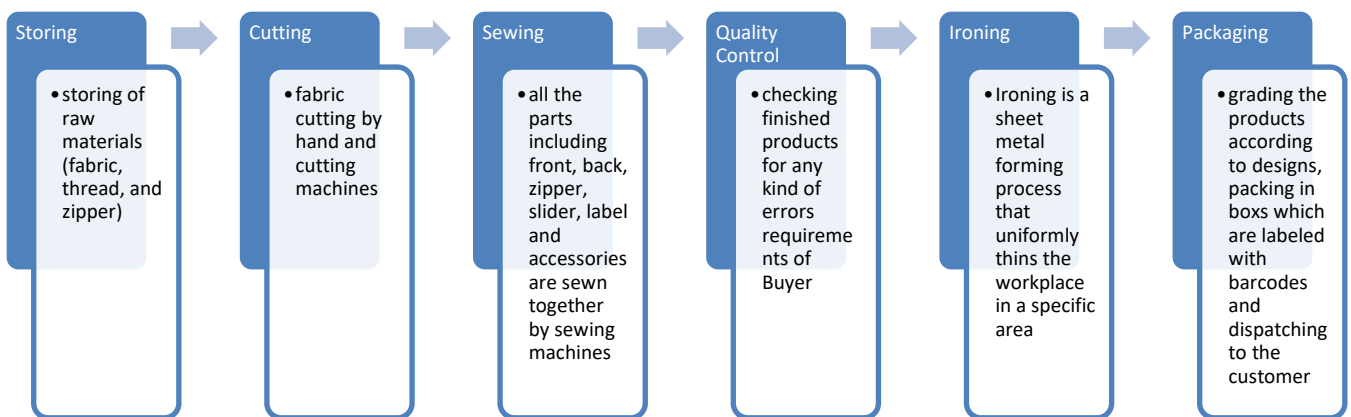 Storing
• storing of
raw
materials
(fabric,
thread, and
zipper)
Cutting
• fabric
cutting by
hand and
cutting
machines
Sewing
• all the
parts
including
front, back,
zipper,
slider, label
and
accessories
are sewn
together
by sewing
machines
Quality
Control
• checking
finished
products
for any
kind of
errors
requireme
nts of
Buyer
Ironing
• Ironing is a
sheet
metal
forming
process
that
uniformly
thins the
workplace
in a specific
area
Packaging
• grading the
products
according
to designs,
packing in
boxs which
are labeled
with
barcodes
and
dispatching
to the
customer